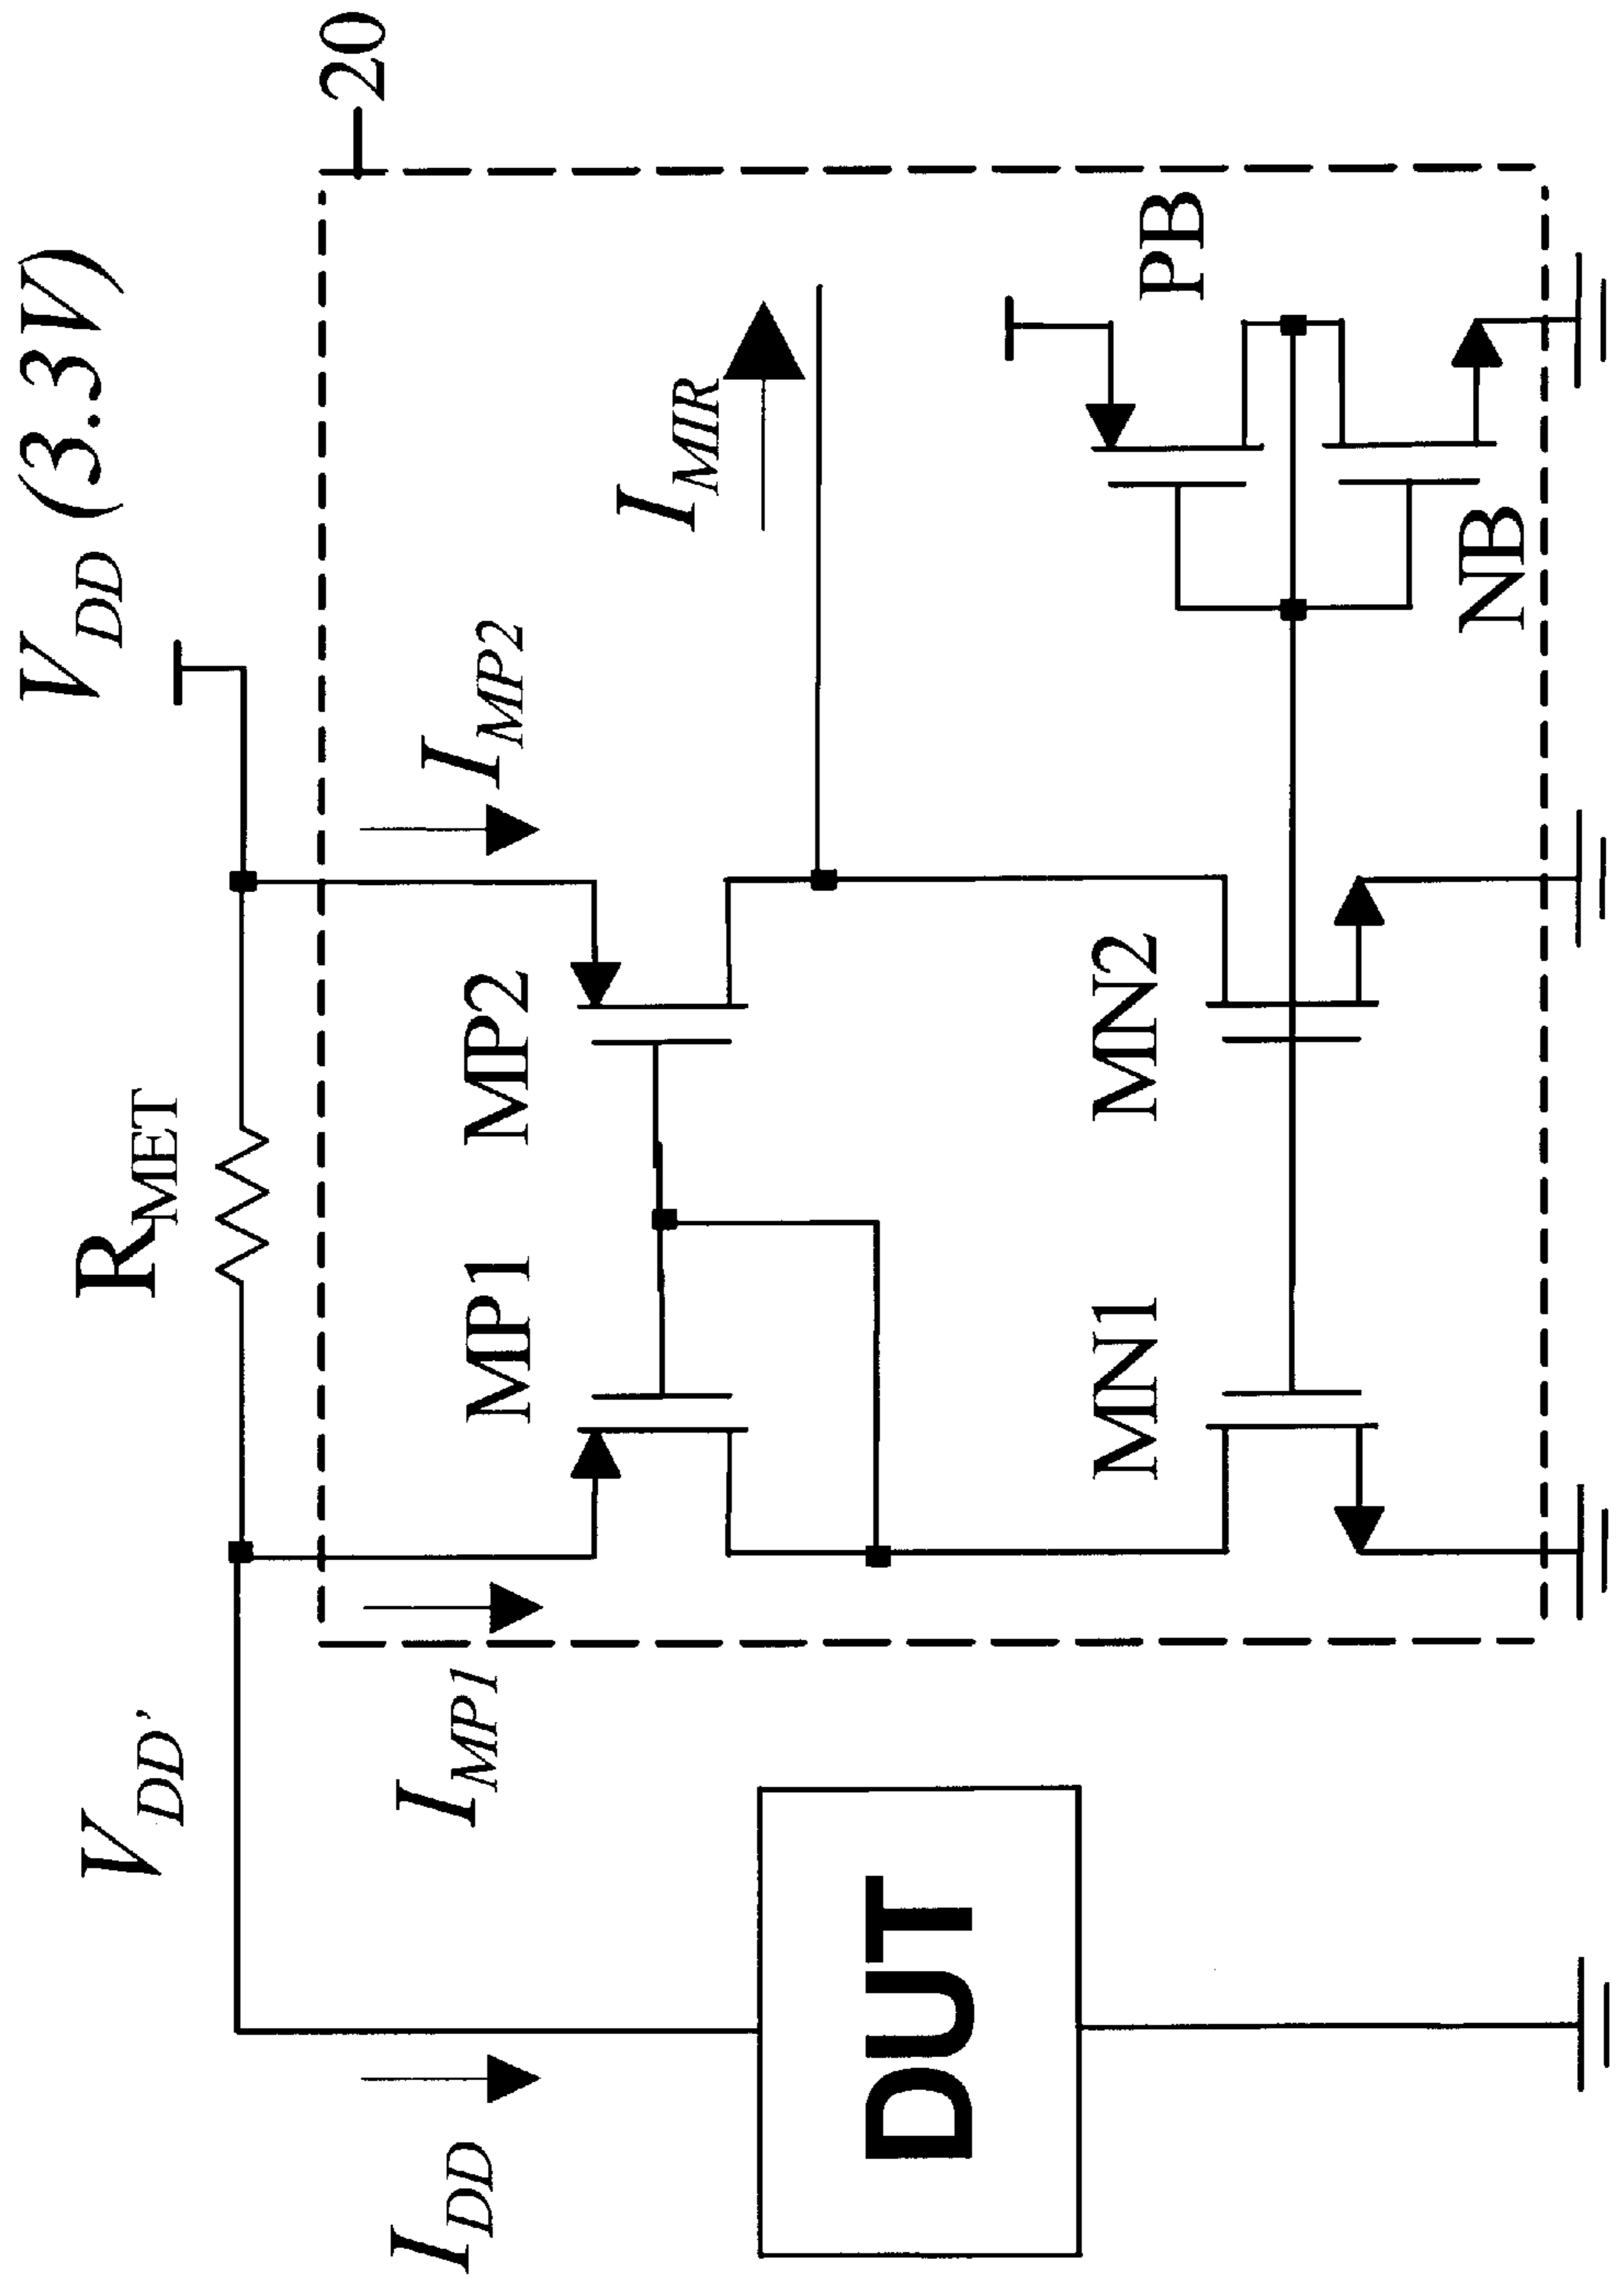 V_DD (3.3V)
R_MET
V_DD'
20
I_DD
I_MP1
I_MP2
MP1
MP2
I_MIR
DUT
MN1
MN2
PB
NB